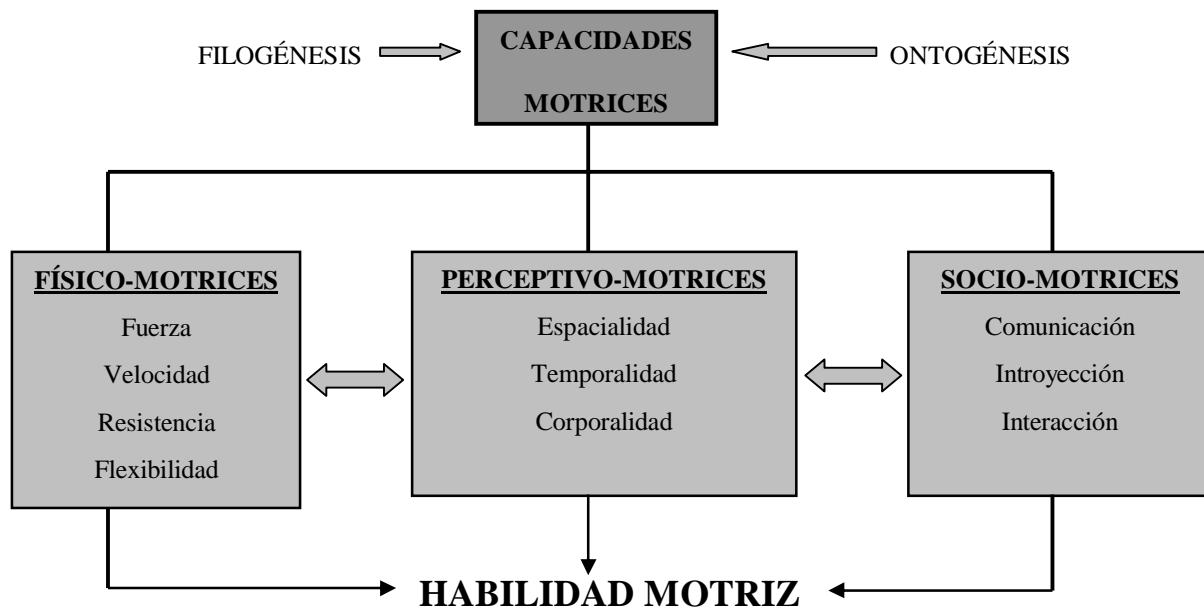 FILOGÉNESIS
CAPACIDADES
MOTRICES
ONTOGÉNESIS
FÍSICO-MOTRICES
Fuerza
Velocidad
Resistencia
Flexibilidad
PERCEPTIVO-MOTRICES
Espacialidad
Temporalidad
Corporalidad
SOCIO-MOTRICES
Comunicación
Introyección
Interacción
HABILIDAD MOTRIZ